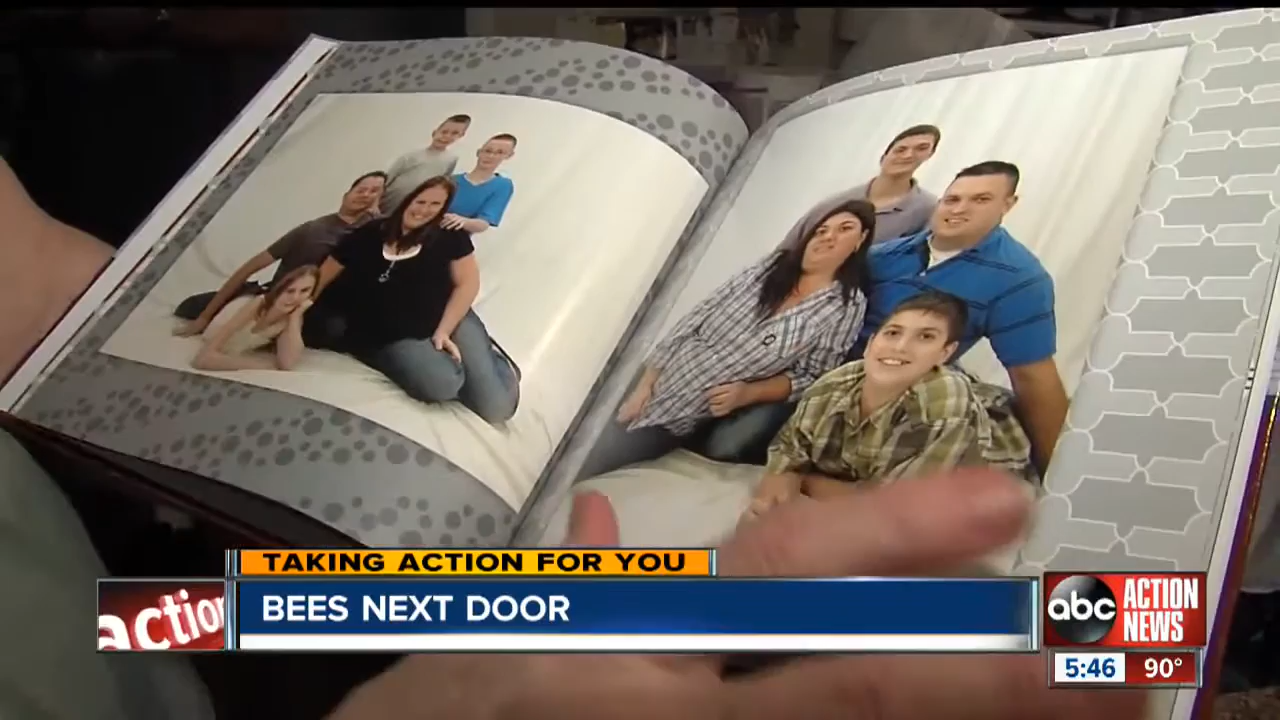 TAKING ACTION FOR YOU
action
BEES NEXT DOOR
abc
ACTION
NEWS
5:46
90°